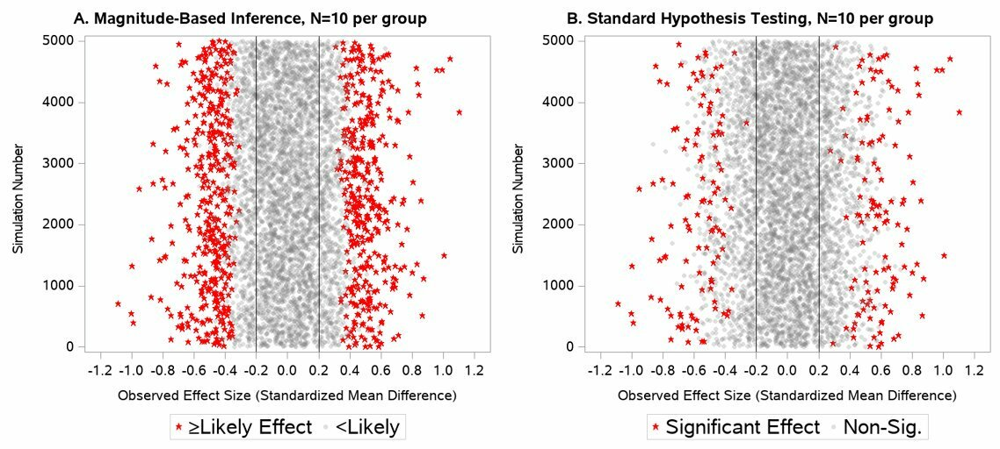 A. Magnitude-Based Inference, N=10 per group
5000
4000
3000
2000
1000
0
Simulation Number
-1.2 -1.0 -0.8 -0.6 -0.4 -0.2 0.0 0.2 0.4 0.6 0.8 1.0 1.2
Observed Effect Size (Standardized Mean Difference)
≥Likely Effect <Likely
B. Standard Hypothesis Testing, N=10 per group
5000
4000
3000
2000
1000
0
Simulation Number
-1.2 -1.0 -0.8 -0.6 -0.4 -0.2 0.0 0.2 0.4 0.6 0.8 1.0 1.2
Observed Effect Size (Standardized Mean Difference)
Significant Effect Non-Sig.